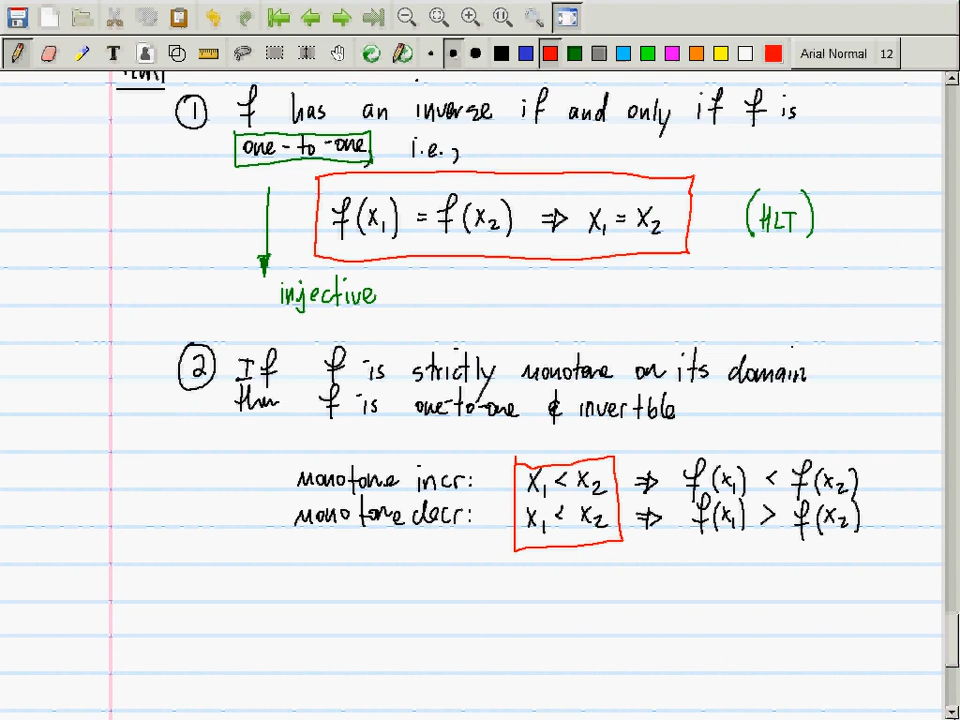 Arial Normal 12
① f has an inverse if and only if f is
one-to-one, i.e.,
f(x₁) = f(x₂) ⇒ x₁ = x₂ (HLT)
injective
② If f is strictly monotone on its domain
then f is one-to-one & invertble
monotone incr: x₁ < x₂ ⇒ f(x₁) < f(x₂)
monotone decr: x₁ < x₂ ⇒ f(x₁) > f(x₂)